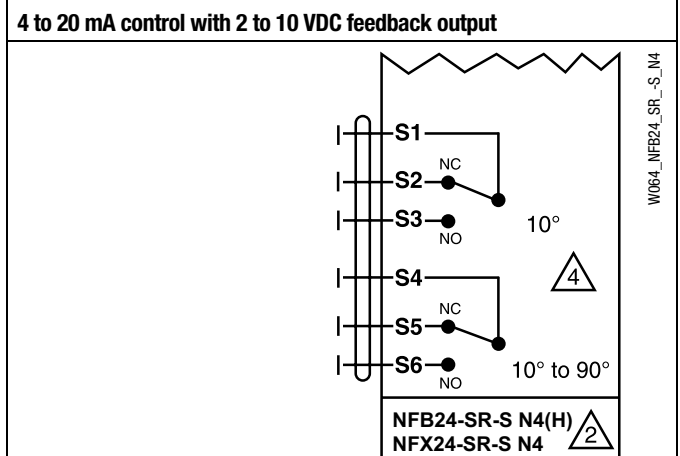 4 to 20 mA control with 2 to 10 VDC feedback output
W064_NFB24_SR_-S_N4
S1
NC
S2
S3
NO
10°
4
S4
NC
S5
S6
NO
10° to 90°
NFB24-SR-S N4(H)
NFX24-SR-S N4
2